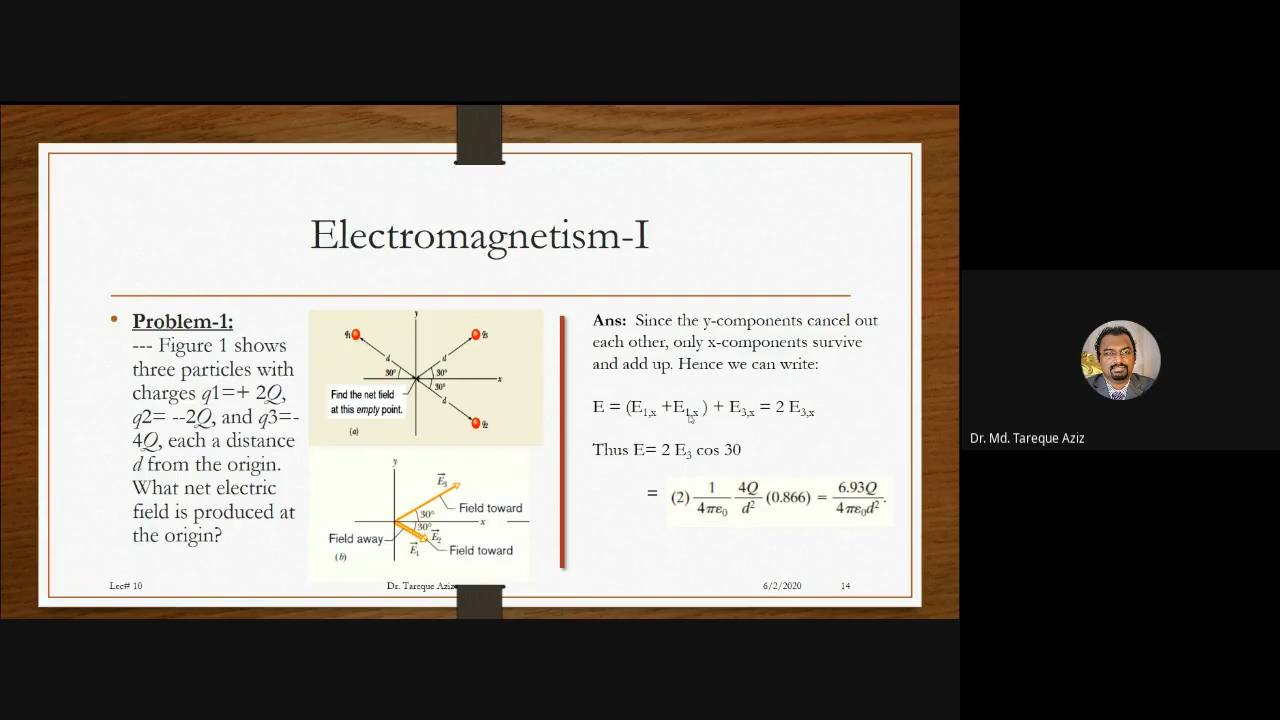 Electromagnetism-I
• Problem-1:
--- Figure 1 shows
three particles with
charges q1=+ 2Q,
q2= --2Q, and q3=-
4Q, each a distance
d from the origin.
What net electric
field is produced at
the origin?
y
q₁
q₃
d
d
30°
30°
x
30°
d
Find the net field
at this empty point.
q₂
(a)
y
E⃗₃
Field toward
30°
x
30°
Field away
E⃗₂
E⃗₁
Field toward
(b)
Ans: Since the y-components cancel out
each other, only x-components survive
and add up. Hence we can write:
E = (E₁,ₓ +E₁,ₓ ) + E₃,ₓ = 2 E₃,ₓ
Thus E= 2 E₃ cos 30
= (2) 1/4πε₀ 4Q/d² (0.866) = 6.93Q/4πε₀d².
Lec# 10
Dr. Tareque Aziz
6/2/2020
14
Dr. Md. Tareque Aziz